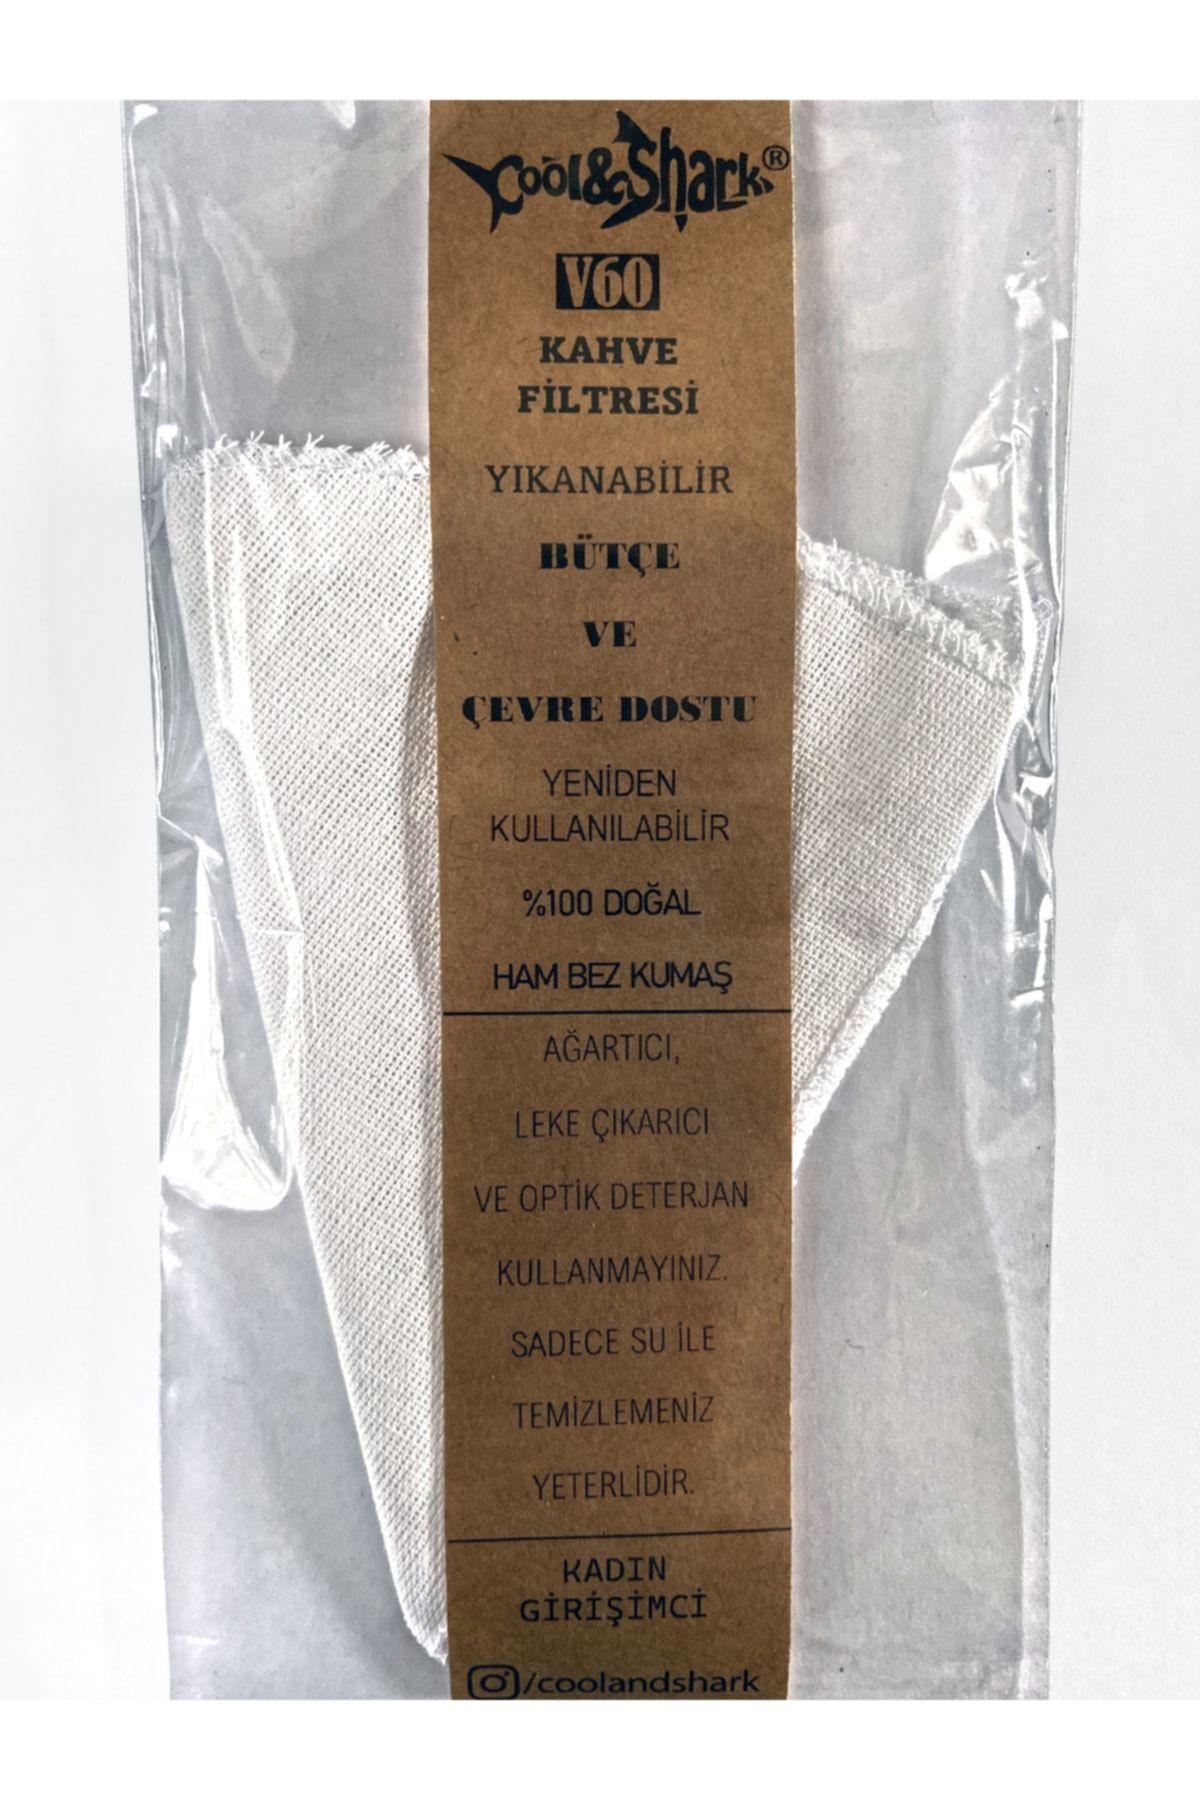 Cool&Shark®
V60
KAHVE
FİLTRESİ
YIKANABİLİR
BÜTÇE
VE
ÇEVRE DOSTU
YENİDEN
KULLANILABİLİR
%100 DOĞAL
HAM BEZ KUMAŞ
AĞARTICI,
LEKE ÇIKARICI
VE OPTİK DETERJAN
KULLANMAYINIZ.
SADECE SU İLE
TEMİZLEMENİZ
YETERLİDİR.
KADIN
GİRİŞİMCİ
/coolandshark